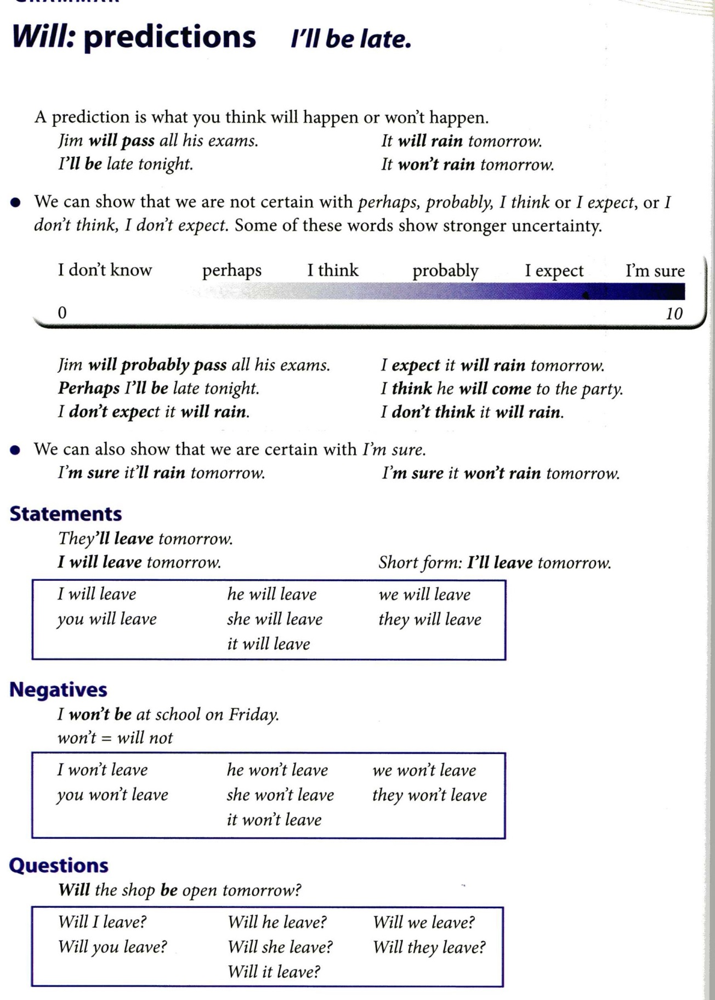 Will: predictions I'll be late.
A prediction is what you think will happen or won't happen.
Jim will pass all his exams. It will rain tomorrow.
I'll be late tonight. It won't rain tomorrow.
● We can show that we are not certain with perhaps, probably, I think or I expect, or I
don't think, I don't expect. Some of these words show stronger uncertainty.
I don't know perhaps I think probably I expect I'm sure
0 10
Jim will probably pass all his exams. I expect it will rain tomorrow.
Perhaps I'll be late tonight. I think he will come to the party.
I don't expect it will rain. I don't think it will rain.
● We can also show that we are certain with I'm sure.
I'm sure it'll rain tomorrow. I'm sure it won't rain tomorrow.
Statements
They'll leave tomorrow.
I will leave tomorrow. Short form: I'll leave tomorrow.
I will leave he will leave we will leave
you will leave she will leave they will leave
it will leave
Negatives
I won't be at school on Friday.
won't = will not
I won't leave he won't leave we won't leave
you won't leave she won't leave they won't leave
it won't leave
Questions
Will the shop be open tomorrow?
Will I leave? Will he leave? Will we leave?
Will you leave? Will she leave? Will they leave?
Will it leave?